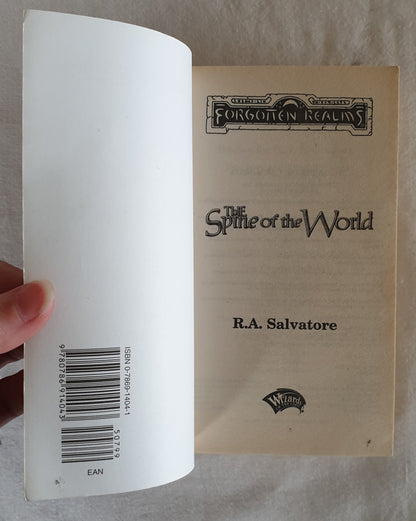 ISBN 0-7869-1404-1
9 780786 914043
50799
EAN
FORGOTTEN REALMS
THE
Spine of the World
R.A. Salvatore
Wizards